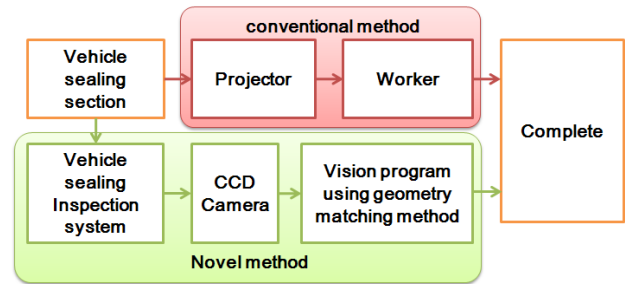 conventional method
Vehicle
sealing
section
Projector
Worker
Complete
Vehicle
sealing
Inspection
system
CCD
Camera
Vision program
using geometry
matching method
Novel method